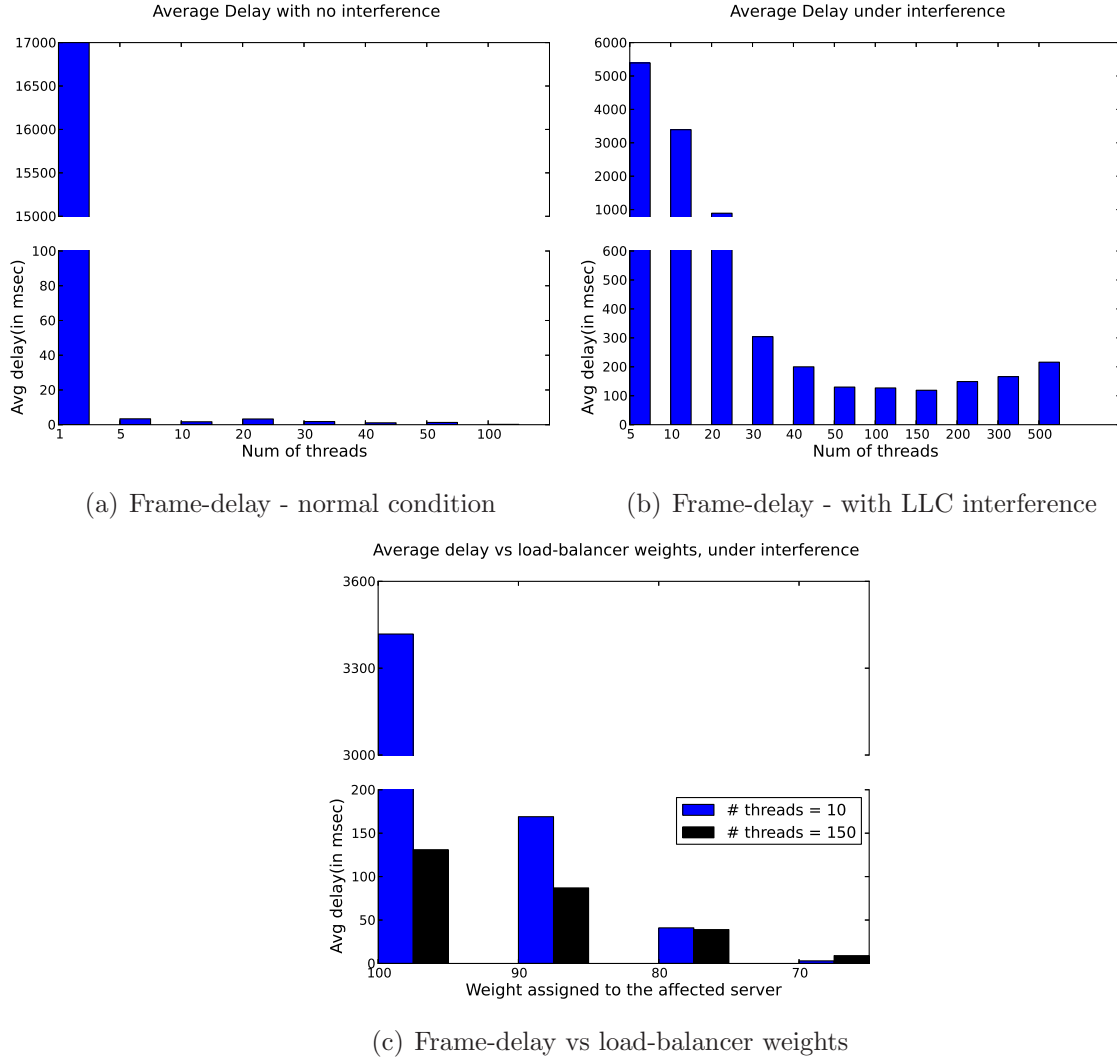 Average Delay with no interference
17000
16500
16000
15500
15000
100
80
60
40
20
0
Avg delay(in msec)
1 5 10 20 30 40 50 100
Num of threads
(a) Frame-delay - normal condition
Average Delay under interference
6000
5000
4000
3000
2000
1000
600
500
400
300
200
100
0
Avg delay(in msec)
5 10 20 30 40 50 100 150 200 300 500
Num of threads
(b) Frame-delay - with LLC interference
Average delay vs load-balancer weights, under interference
3600
3300
3000
200
150
100
50
0
Avg delay(in msec)
# threads = 10
# threads = 150
100 90 80 70
Weight assigned to the affected server
(c) Frame-delay vs load-balancer weights